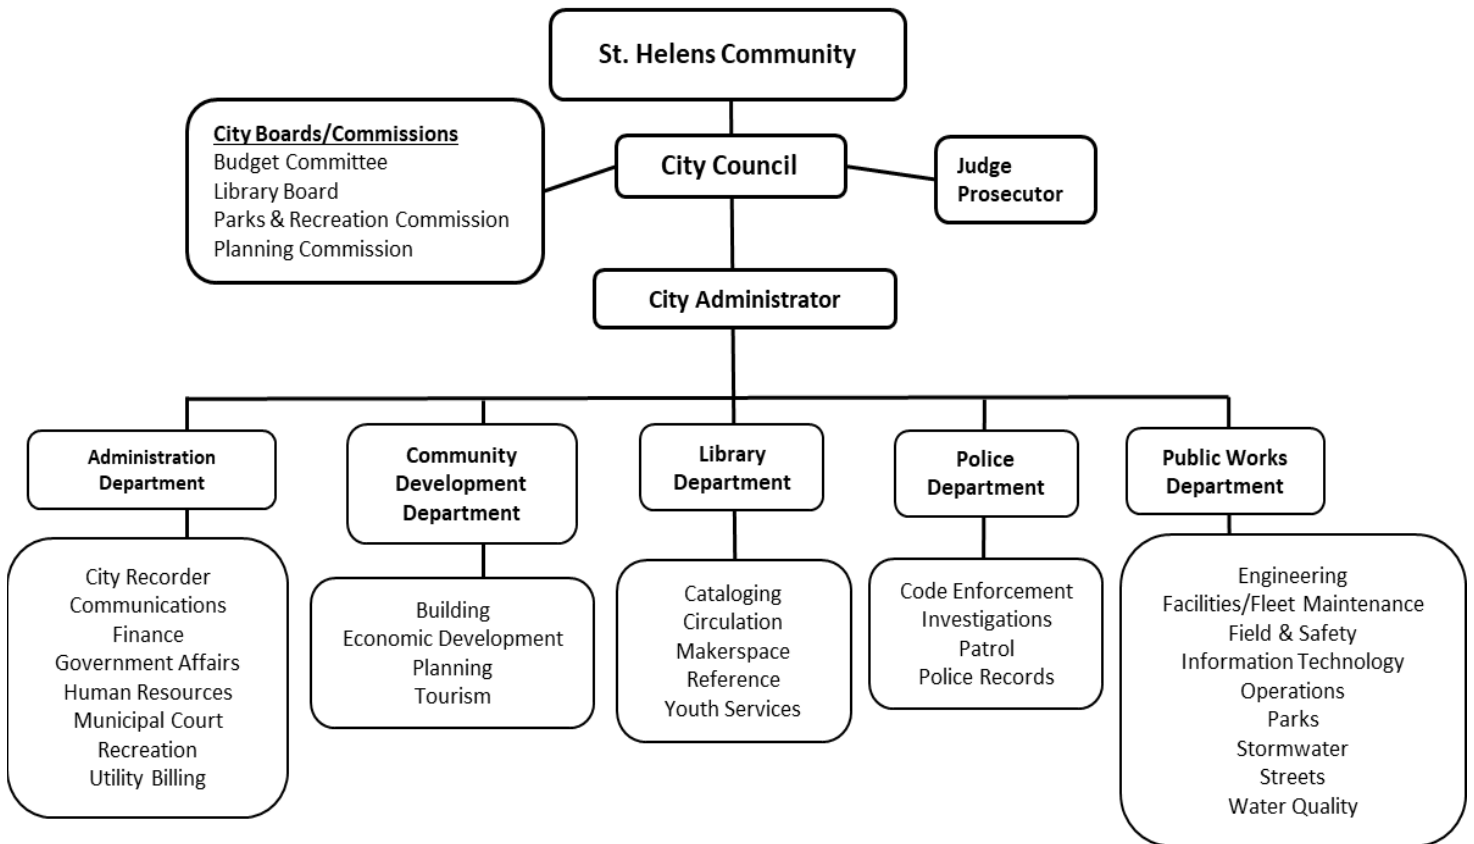 St. Helens Community
City Boards/Commissions
Budget Committee
Library Board
Parks & Recreation Commission
Planning Commission
City Council
Judge
Prosecutor
City Administrator
Administration
Department
City Recorder
Communications
Finance
Government Affairs
Human Resources
Municipal Court
Recreation
Utility Billing
Community
Development
Department
Building
Economic Development
Planning
Tourism
Library
Department
Cataloging
Circulation
Makerspace
Reference
Youth Services
Police
Department
Code Enforcement
Investigations
Patrol
Police Records
Public Works
Department
Engineering
Facilities/Fleet Maintenance
Field & Safety
Information Technology
Operations
Parks
Stormwater
Streets
Water Quality